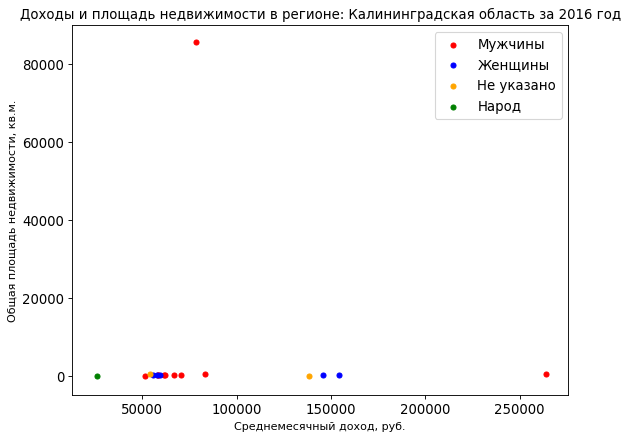 Доходы и площадь недвижимости в регионе: Калининградская область за 2016 год
Мужчины
Женщины
Не указано
Народ
Общая площадь недвижимости, кв.м.
80000
60000
40000
20000
0
50000 100000 150000 200000 250000
Среднемесячный доход, руб.